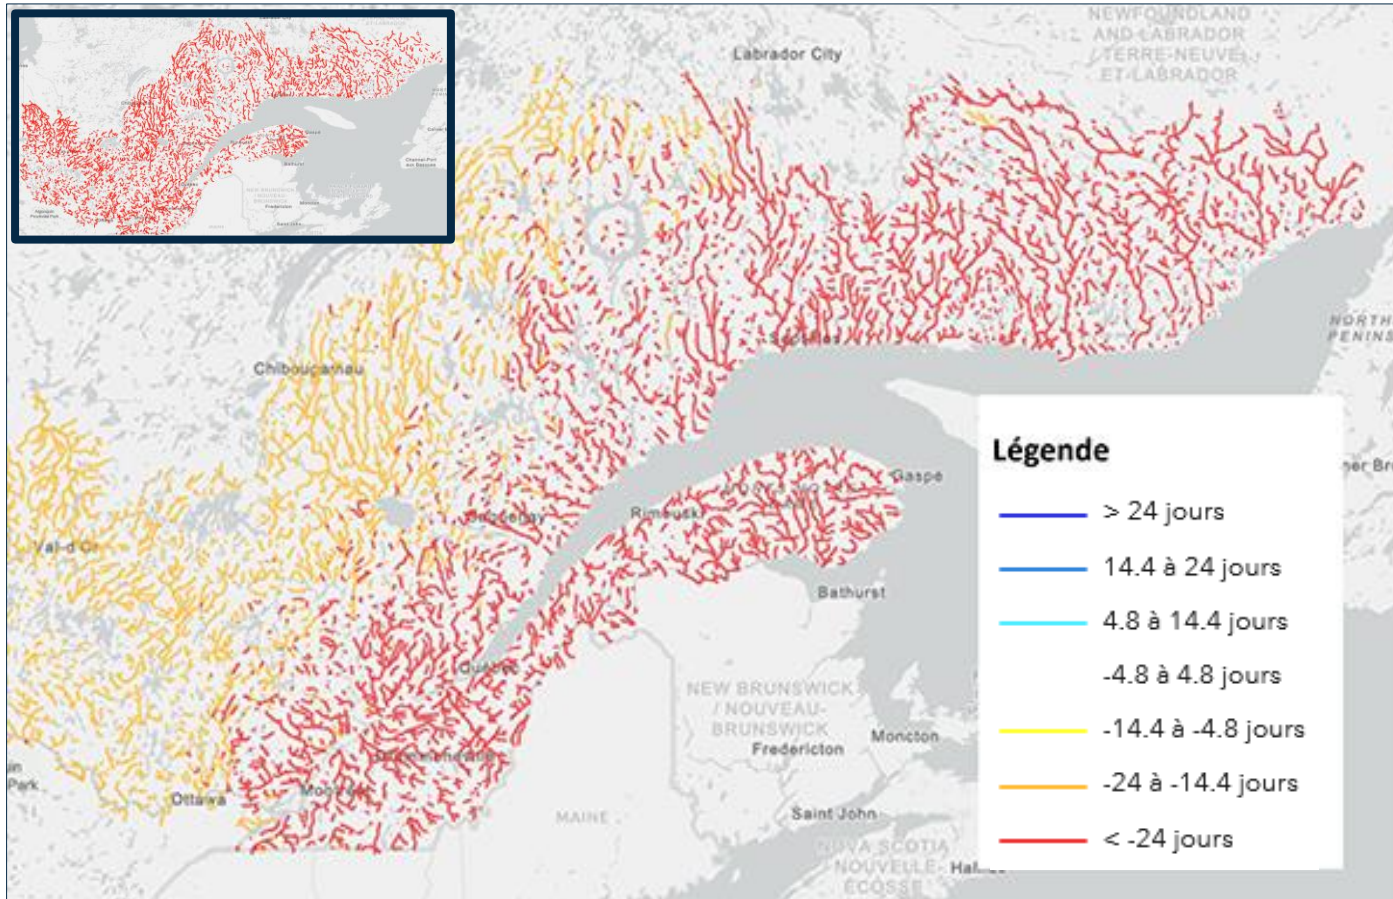 NEWFOUNDLAND
AND LABRADOR
/ TERRE-NEUVE-
ET-LABRADOR
Labrador City
NORTH
PENINS
Chibougamau
Sept-Îles
Légende
Gaspé
> 24 jours
Rimouski
Saguenay
Val-d'Or
14.4 à 24 jours
Bathurst
4.8 à 14.4 jours
Québec
-4.8 à 4.8 jours
NEW BRUNSWICK
/ NOUVEAU-
BRUNSWICK
-14.4 à -4.8 jours
Moncton
Fredericton
Drummondville
Park
-24 à -14.4 jours
Montréal
Ottawa
MAINE
Saint John
< -24 jours
NOVA SCOTIA
NOUVELLE-
ÉCOSSE